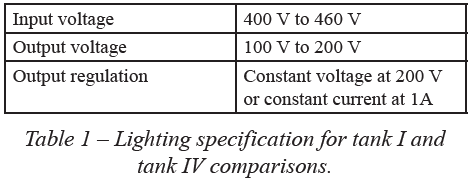 Input voltage 400 V to 460 V
Output voltage 100 V to 200 V
Output regulation Constant voltage at 200 V
or constant current at 1A
Table 1 – Lighting specification for tank I and
tank IV comparisons.